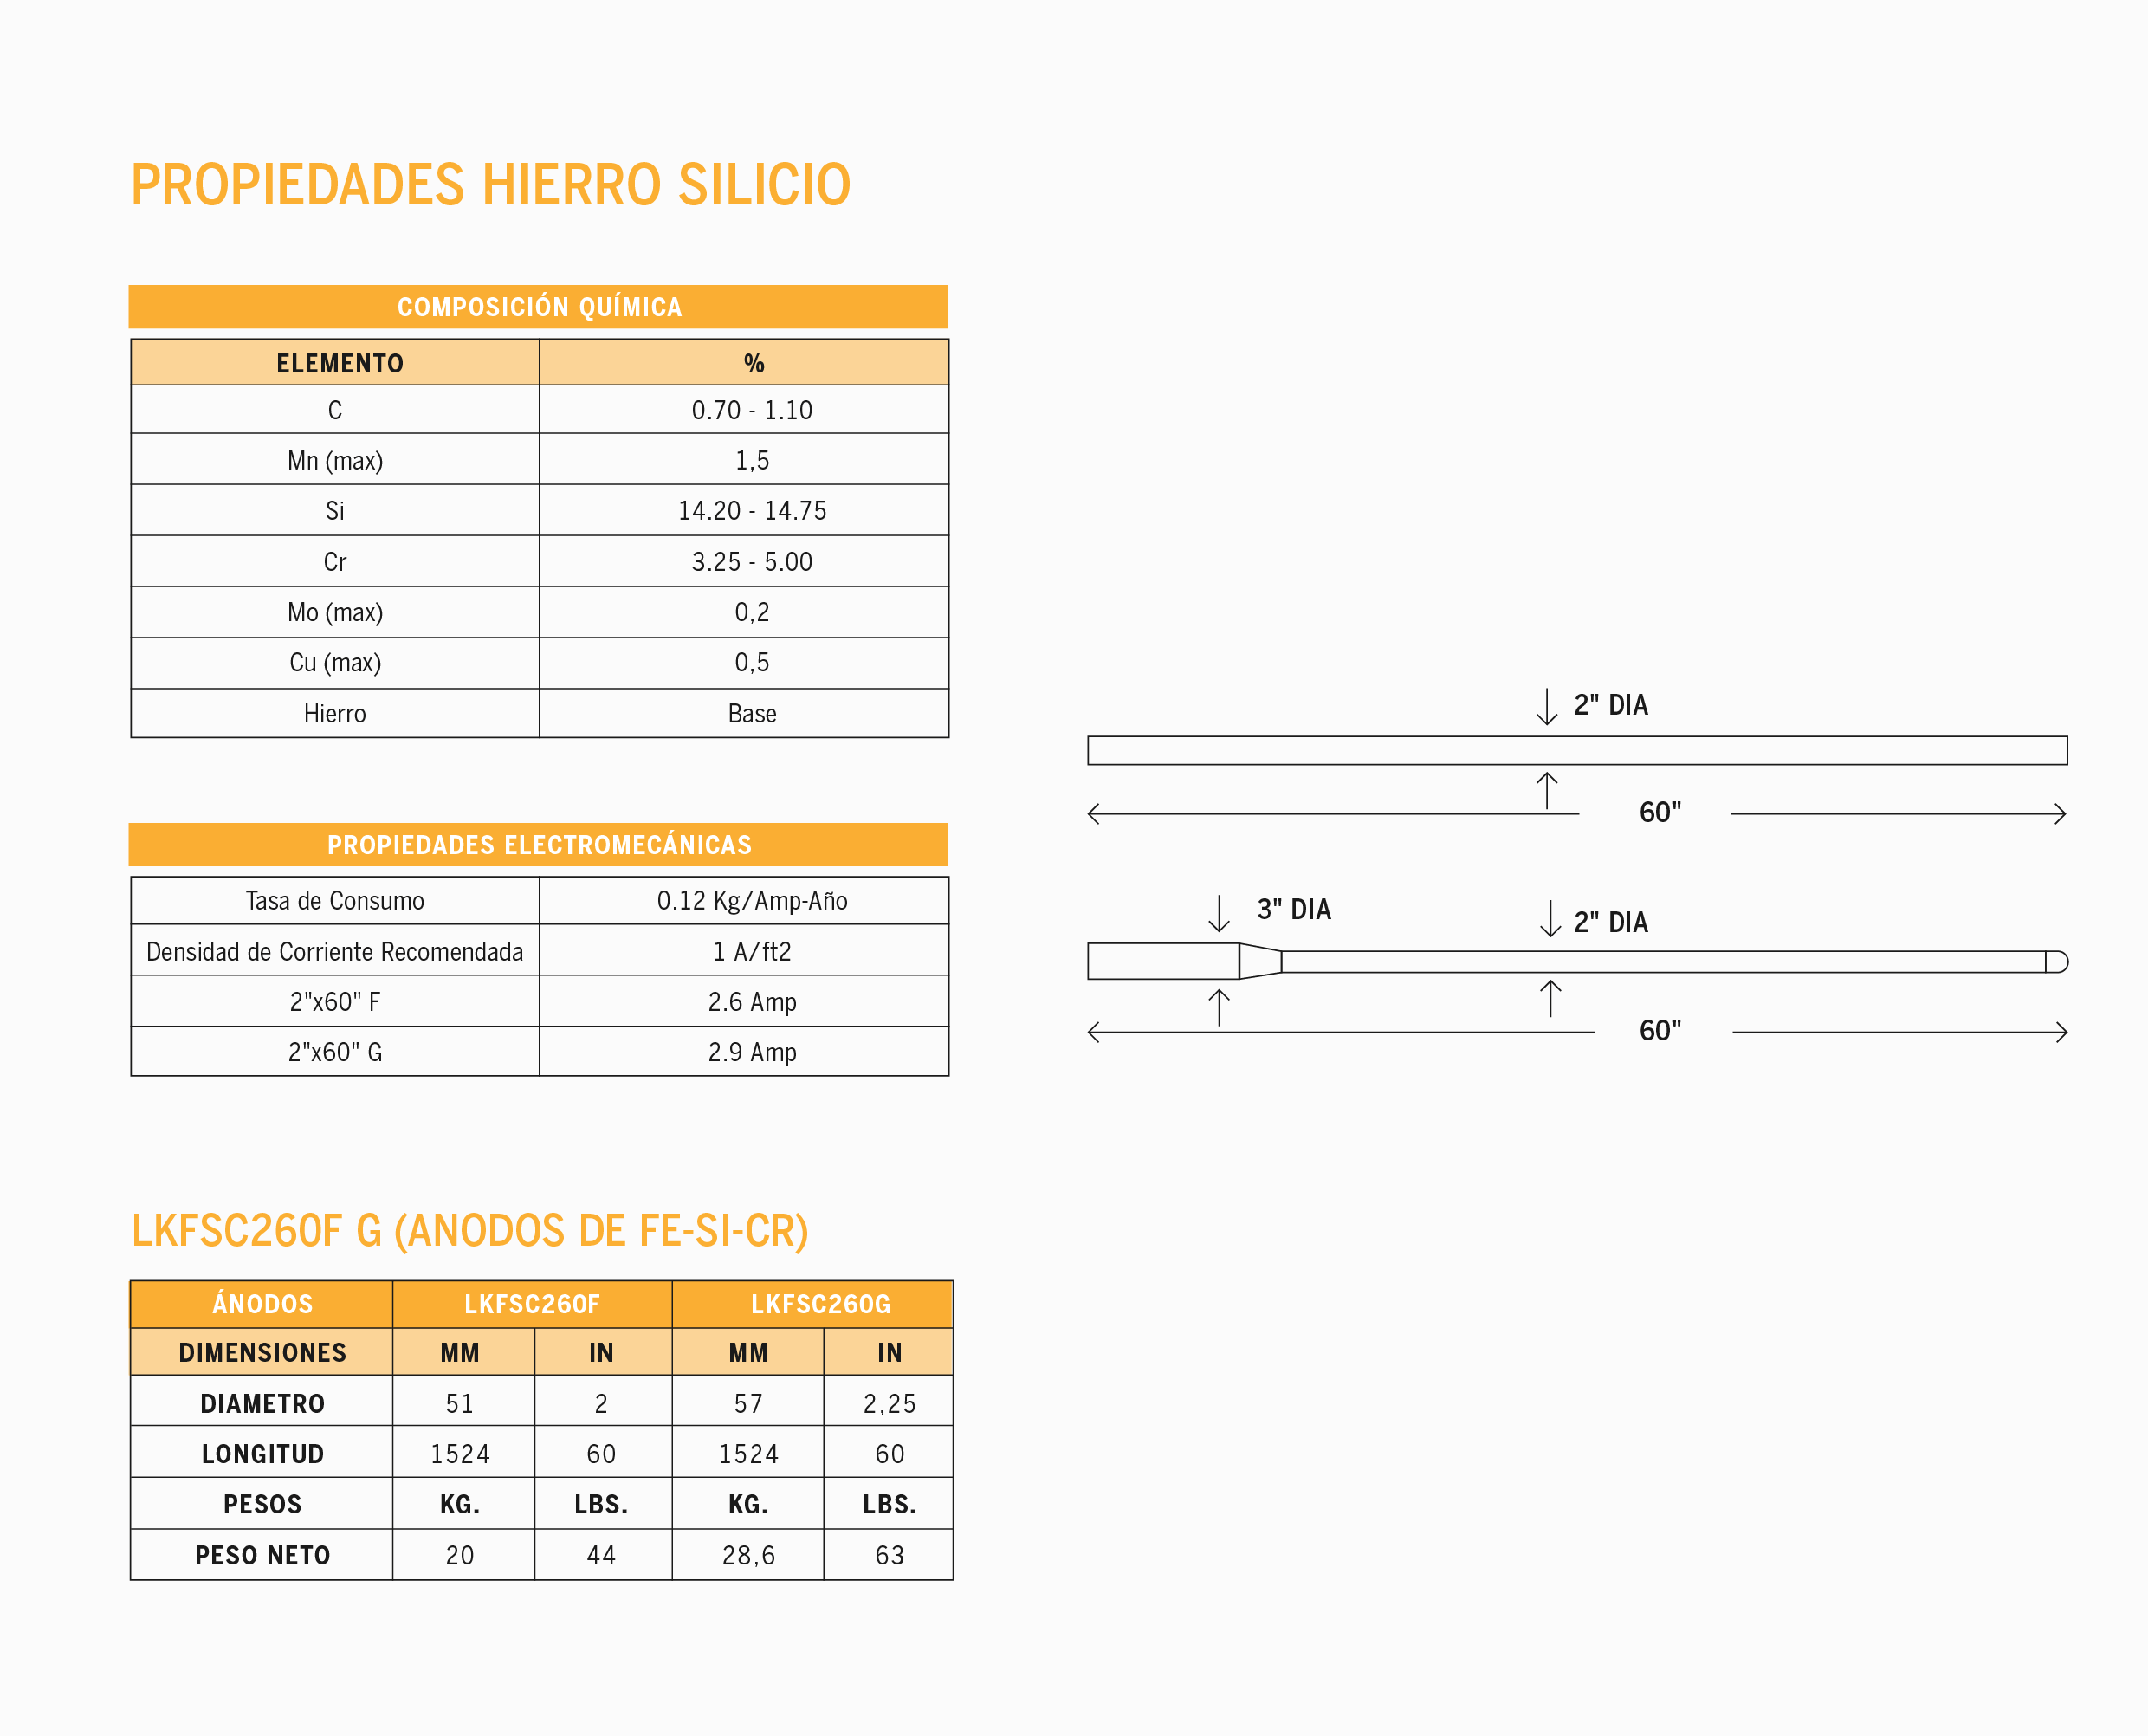 PROPIEDADES HIERRO SILICIO
COMPOSICIÓN QUÍMICA
ELEMENTO %
C 0.70 - 1.10
Mn (max) 1,5
Si 14.20 - 14.75
Cr 3.25 - 5.00
Mo (max) 0,2
Cu (max) 0,5
Hierro Base
PROPIEDADES ELECTROMECÁNICAS
Tasa de Consumo 0.12 Kg/Amp-Año
Densidad de Corriente Recomendada 1 A/ft2
2"x60" F 2.6 Amp
2"x60" G 2.9 Amp
2" DIA
60"
3" DIA
2" DIA
60"
LKFSC260F G (ANODOS DE FE-SI-CR)
ÁNODOS LKFSC260F LKFSC260G
DIMENSIONES MM IN MM IN
DIAMETRO 51 2 57 2,25
LONGITUD 1524 60 1524 60
PESOS KG. LBS. KG. LBS.
PESO NETO 20 44 28,6 63